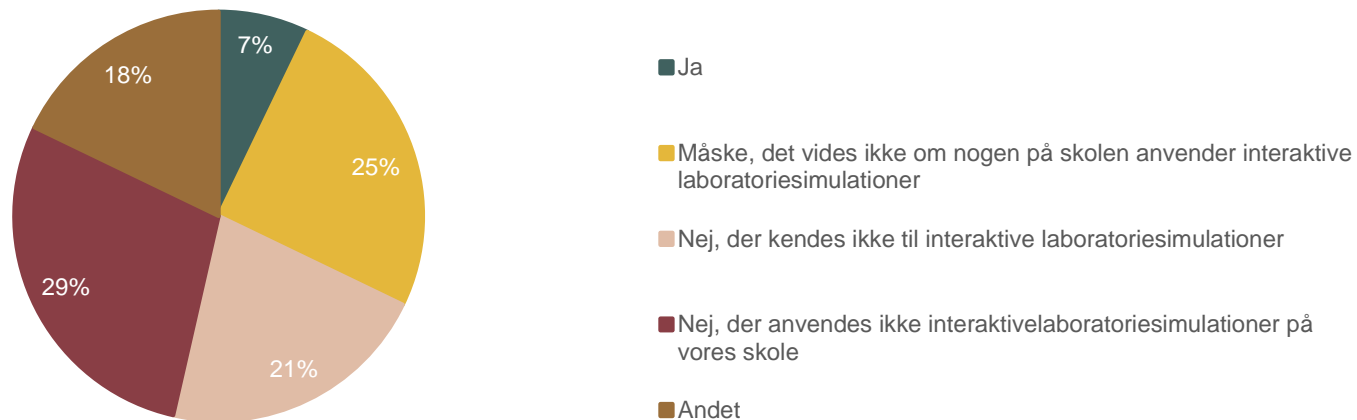 7%
18%
25%
29%
21%
Ja
Måske, det vides ikke om nogen på skolen anvender interaktive
laboratoriesimulationer
Nej, der kendes ikke til interaktive laboratoriesimulationer
Nej, der anvendes ikke interaktivelaboratoriesimulationer på
vores skole
Andet